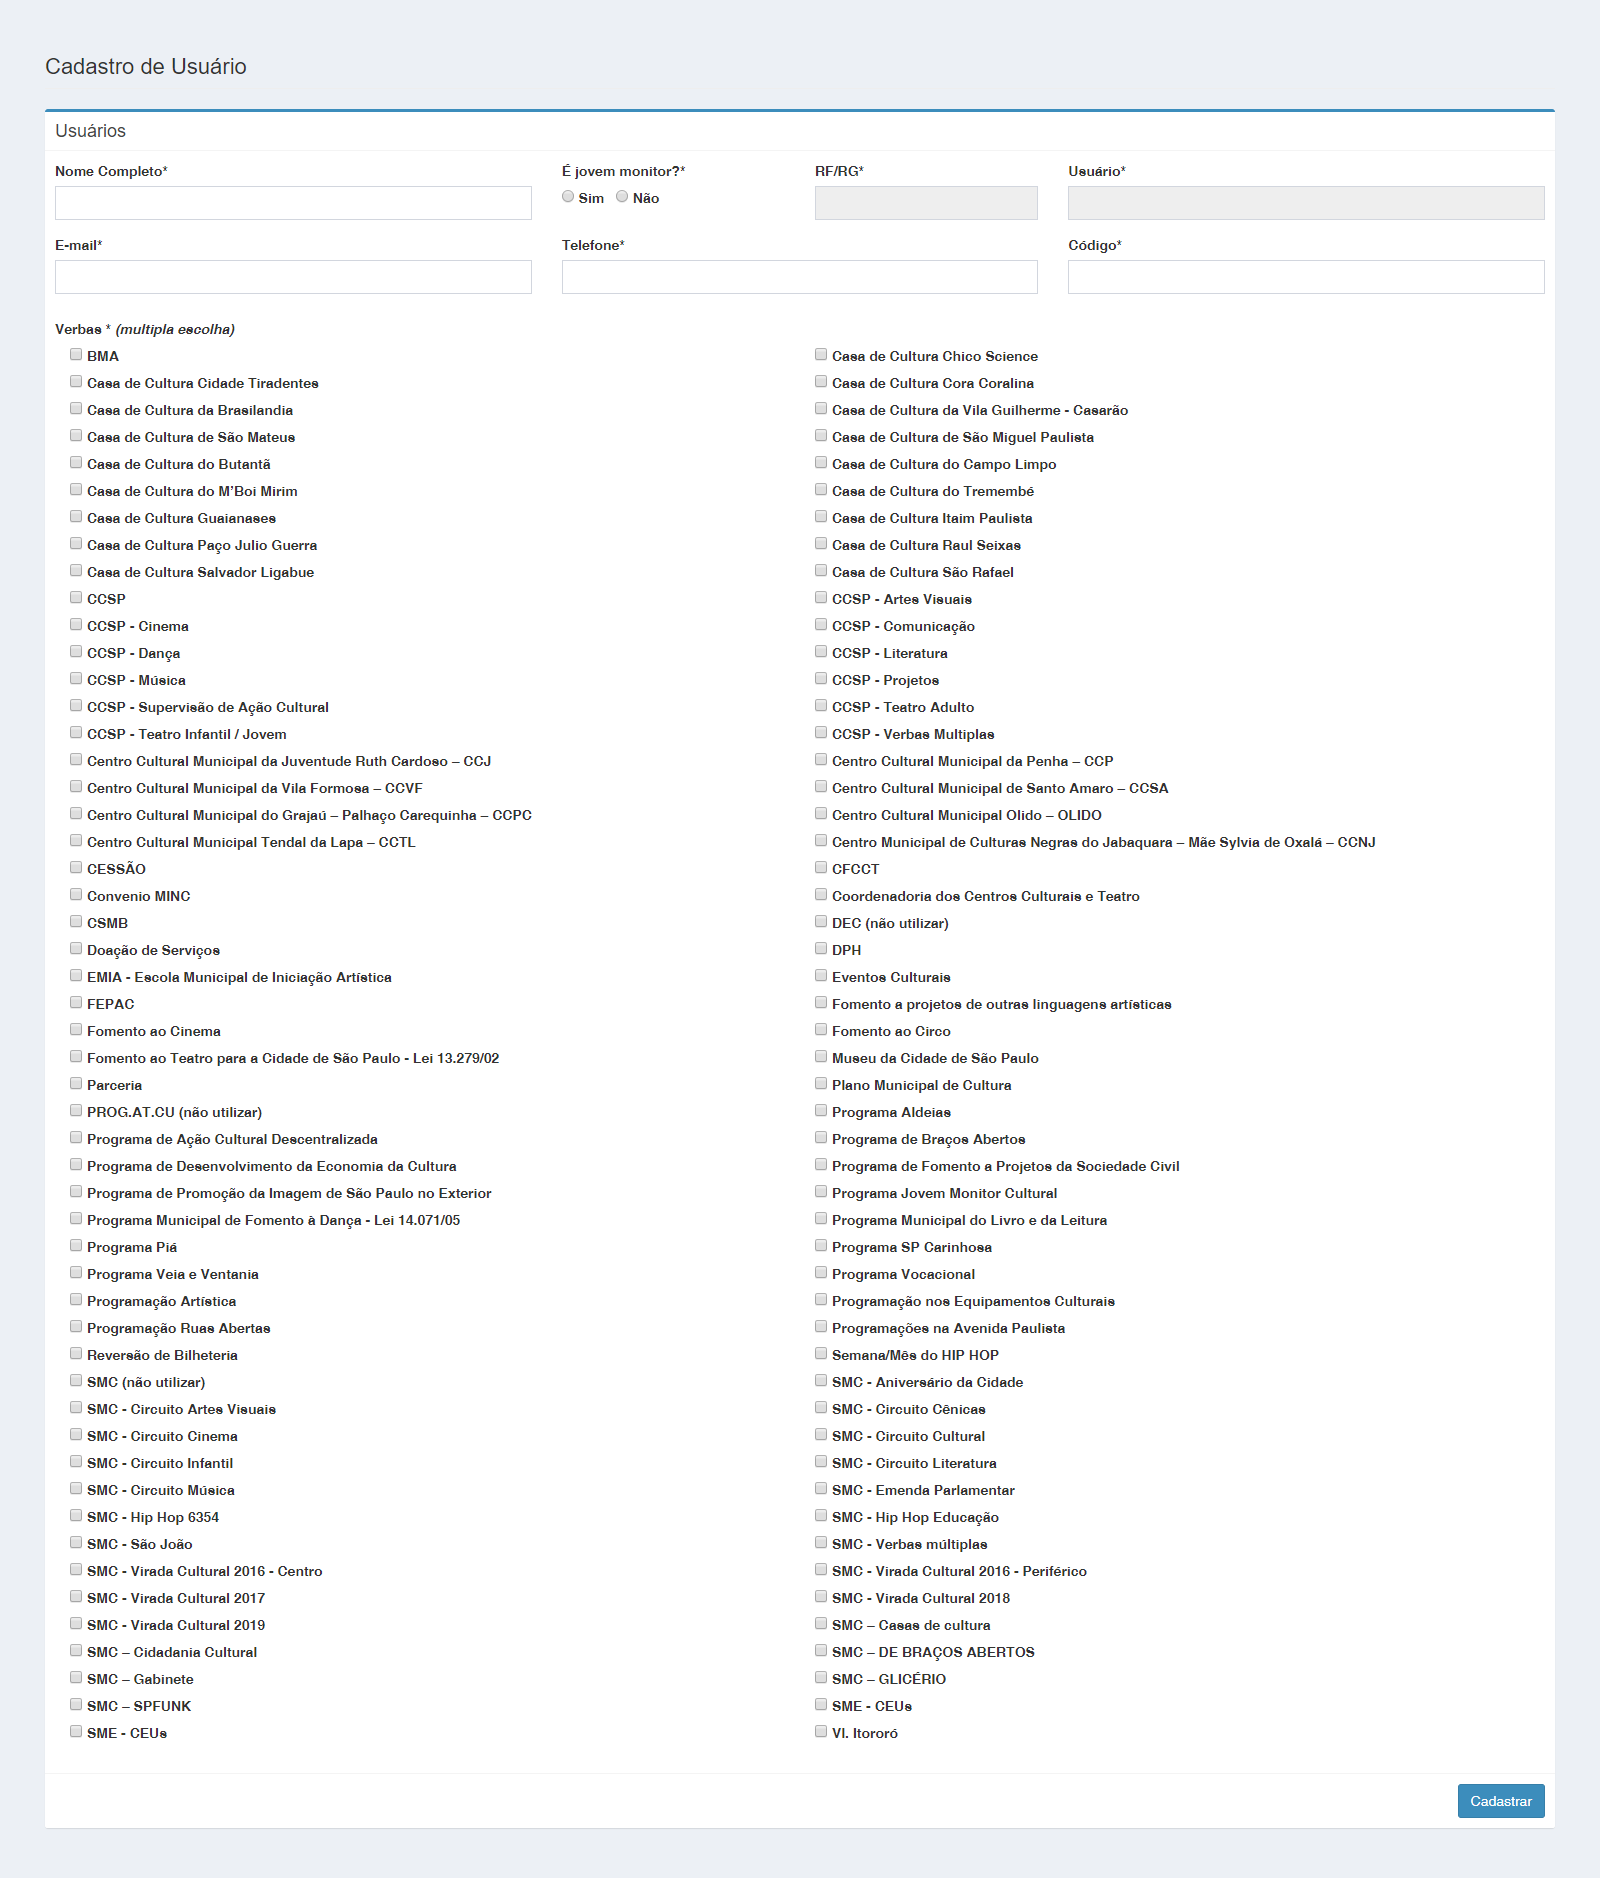 Cadastro de Usuário
Usuários
Nome Completo* É jovem monitor?* RF/RG* Usuário*
Sim Não
E-mail* Telefone* Código*
Verbas * (multipla escolha)
BMA Casa de Cultura Chico Science
Casa de Cultura Cidade Tiradentes Casa de Cultura Cora Coralina
Casa de Cultura da Brasilandia Casa de Cultura da Vila Guilherme - Casarão
Casa de Cultura de São Mateus Casa de Cultura de São Miguel Paulista
Casa de Cultura do Butantã Casa de Cultura do Campo Limpo
Casa de Cultura do M'Boi Mirim Casa de Cultura do Tremembé
Casa de Cultura Guaianases Casa de Cultura Itaim Paulista
Casa de Cultura Paço Julio Guerra Casa de Cultura Raul Seixas
Casa de Cultura Salvador Ligabue Casa de Cultura São Rafael
CCSP CCSP - Artes Visuais
CCSP - Cinema CCSP - Comunicação
CCSP - Dança CCSP - Literatura
CCSP - Música CCSP - Projetos
CCSP - Supervisão de Ação Cultural CCSP - Teatro Adulto
CCSP - Teatro Infantil / Jovem CCSP - Verbas Multiplas
Centro Cultural Municipal da Juventude Ruth Cardoso – CCJ Centro Cultural Municipal da Penha – CCP
Centro Cultural Municipal da Vila Formosa – CCVF Centro Cultural Municipal de Santo Amaro – CCSA
Centro Cultural Municipal do Grajaú – Palhaço Carequinha – CCPC Centro Cultural Municipal Olido – OLIDO
Centro Cultural Municipal Tendal da Lapa – CCTL Centro Municipal de Culturas Negras do Jabaquara – Mãe Sylvia de Oxalá – CCNJ
CESSÃO CFCCT
Convenio MINC Coordenadoria dos Centros Culturais e Teatro
CSMB DEC (não utilizar)
Doação de Serviços DPH
EMIA - Escola Municipal de Iniciação Artística Eventos Culturais
FEPAC Fomento a projetos de outras linguagens artísticas
Fomento ao Cinema Fomento ao Circo
Fomento ao Teatro para a Cidade de São Paulo - Lei 13.279/02 Museu da Cidade de São Paulo
Parceria Plano Municipal de Cultura
PROG.AT.CU (não utilizar) Programa Aldeias
Programa de Ação Cultural Descentralizada Programa de Braços Abertos
Programa de Desenvolvimento da Economia da Cultura Programa de Fomento a Projetos da Sociedade Civil
Programa de Promoção da Imagem de São Paulo no Exterior Programa Jovem Monitor Cultural
Programa Municipal de Fomento à Dança - Lei 14.071/05 Programa Municipal do Livro e da Leitura
Programa Piá Programa SP Carinhosa
Programa Veia e Ventania Programa Vocacional
Programação Artística Programação nos Equipamentos Culturais
Programação Ruas Abertas Programações na Avenida Paulista
Reversão de Bilheteria Semana/Mês do HIP HOP
SMC (não utilizar) SMC - Aniversário da Cidade
SMC - Circuito Artes Visuais SMC - Circuito Cênicas
SMC - Circuito Cinema SMC - Circuito Cultural
SMC - Circuito Infantil SMC - Circuito Literatura
SMC - Circuito Música SMC - Emenda Parlamentar
SMC - Hip Hop 6354 SMC - Hip Hop Educação
SMC - São João SMC - Verbas múltiplas
SMC - Virada Cultural 2016 - Centro SMC - Virada Cultural 2016 - Periférico
SMC - Virada Cultural 2017 SMC - Virada Cultural 2018
SMC - Virada Cultural 2019 SMC – Casas de cultura
SMC – Cidadania Cultural SMC – DE BRAÇOS ABERTOS
SMC – Gabinete SMC – GLICÉRIO
SMC – SPFUNK SME - CEUs
SME - CEUs Vl. Itororó
Cadastrar